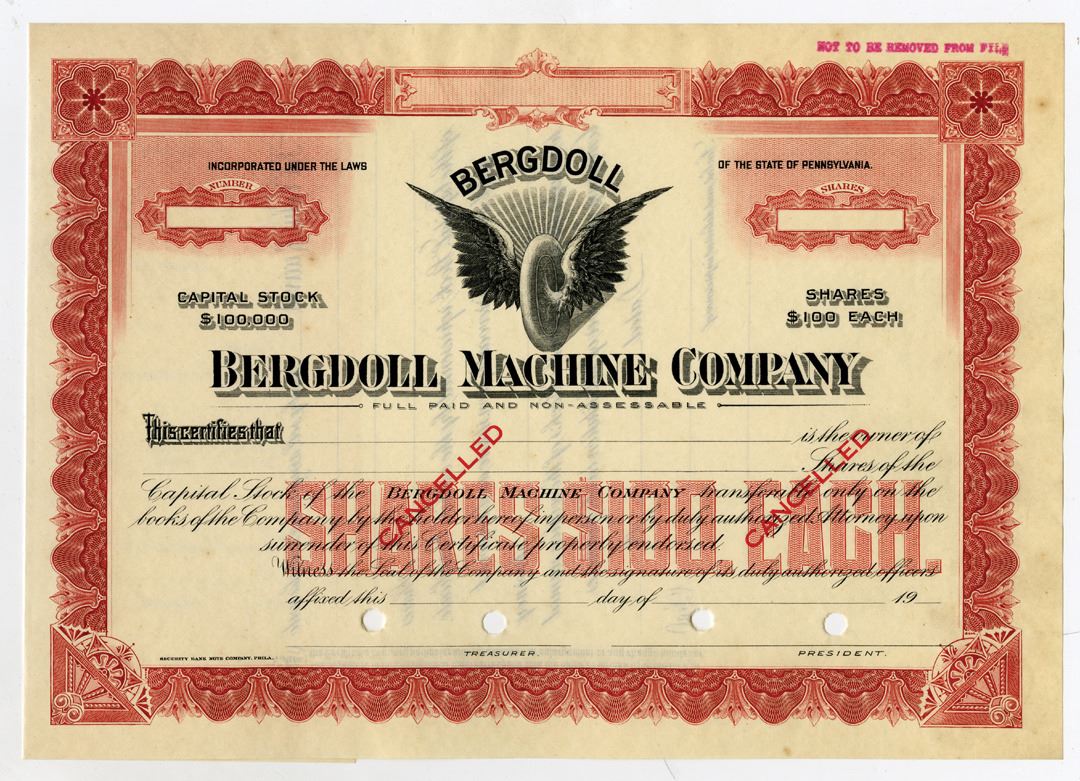 NOT TO BE REMOVED FROM FILE
INCORPORATED UNDER THE LAWS
OF THE STATE OF PENNSYLVANIA.
NUMBER
SHARES
BERGDOLL
CAPITAL STOCK
$100,000
SHARES
$100 EACH
BERGDOLL MACHINE COMPANY
FULL PAID AND NON-ASSESSABLE
This certifies that is the owner of
Shares of the
Capital Stock of the BERGDOLL MACHINE COMPANY transferable only on the
books of the Company by the holder hereof in person or by duly authorized Attorney upon
surrender of this Certificate properly endorsed.
Witness the Seal of the Company and the signature of its duly authorized officers
affixed this day of 19
SHARES $100. EACH.
CANCELLED
CANCELLED
SECURITY BANK NOTE COMPANY, PHILA.
TREASURER.
PRESIDENT.